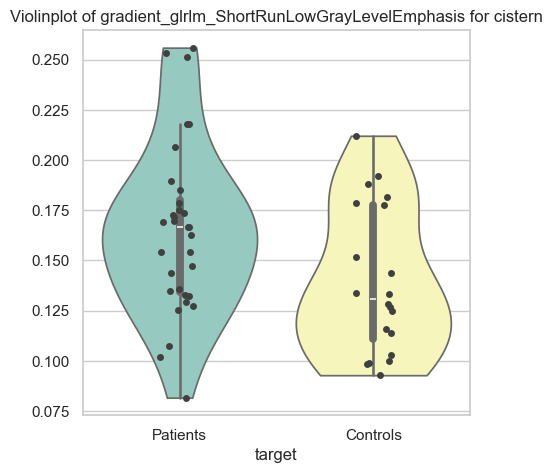 Violinplot of gradient_glrlm_ShortRunLowGrayLevelEmphasis for cistern
0.250
0.225
0.200
0.175
0.150
0.125
0.100
0.075
Patients
Controls
target